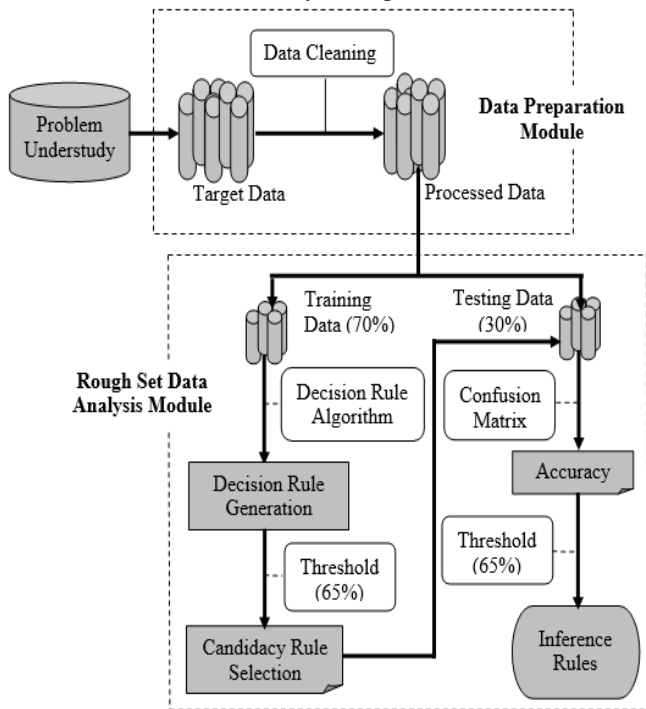 Data Cleaning
Problem
Understudy
Data Preparation
Module
Target Data
Processed Data
Training
Data (70%)
Testing Data
(30%)
Rough Set Data
Analysis Module
Decision Rule
Algorithm
Confusion
Matrix
Decision Rule
Generation
Accuracy
Threshold
(65%)
Threshold
(65%)
Candidacy Rule
Selection
Inference
Rules